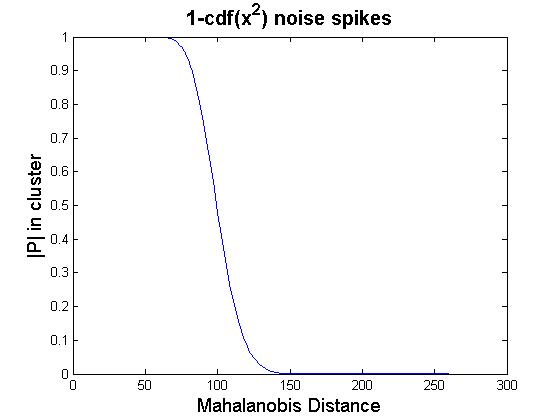 1-cdf(x²) noise spikes
1
0.9
0.8
0.7
0.6
0.5
0.4
0.3
0.2
0.1
0
|P| in cluster
0 50 100 150 200 250 300
Mahalanobis Distance